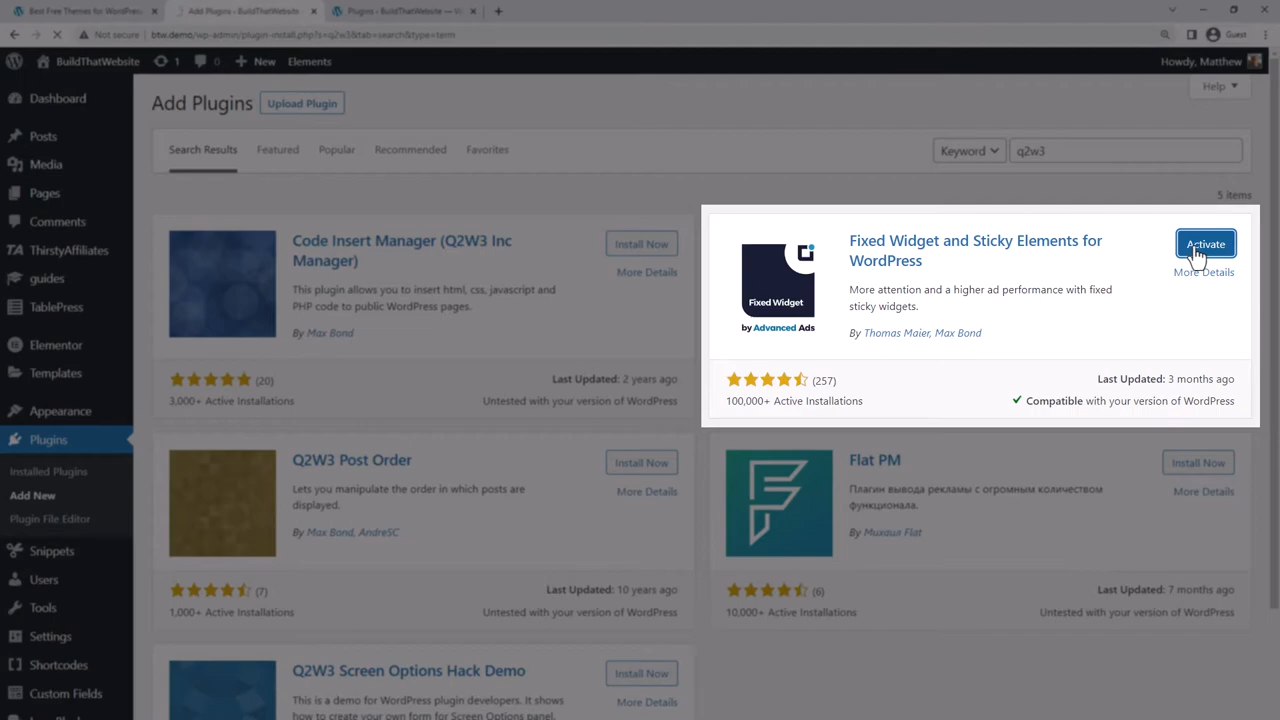 Best Free Themes for WordPress
Add Plugins ‹ BuildThatWebsite —
Plugins ‹ BuildThatWebsite — W
Not secure
btw.demo/wp-admin/plugin-install.php?s=q2w3&tab=search&type=term
Guest
BuildThatWebsite
1
0
New
Elements
Howdy, Matthew
Dashboard
Posts
Media
Pages
Comments
ThirstyAffiliates
guides
TablePress
Elementor
Templates
Appearance
Plugins
Installed Plugins
Add New
Plugin File Editor
Snippets
Users
Tools
Settings
Shortcodes
Custom Fields
Add Plugins
Upload Plugin
Help
Search Results
Featured
Popular
Recommended
Favorites
Keyword
q2w3
5 items
Code Insert Manager (Q2W3 Inc
Manager)
This plugin allows you to insert html, css, javascript and
PHP code to public WordPress pages.
By Max Bond
Install Now
More Details
(20)
3,000+ Active Installations
Last Updated: 2 years ago
Untested with your version of WordPress
Fixed Widget
by Advanced Ads
Fixed Widget and Sticky Elements for
WordPress
More attention and a higher ad performance with fixed
sticky widgets.
By Thomas Maier, Max Bond
Activate
More Details
(257)
100,000+ Active Installations
Last Updated: 3 months ago
Compatible with your version of WordPress
Q2W3 Post Order
Lets you manipulate the order in which posts are
displayed.
By Max Bond, AndreSC
Install Now
More Details
(7)
1,000+ Active Installations
Last Updated: 10 years ago
Untested with your version of WordPress
Flat PM
Плагин вывода рекламы с огромным количеством
функционала.
By Михаил Flat
Install Now
More Details
(6)
10,000+ Active Installations
Last Updated: 7 months ago
Untested with your version of WordPress
Q2W3 Screen Options Hack Demo
This is a demo for WordPress plugin developers. It shows
how to create your own form for Screen Options panel.
Install Now
More Details